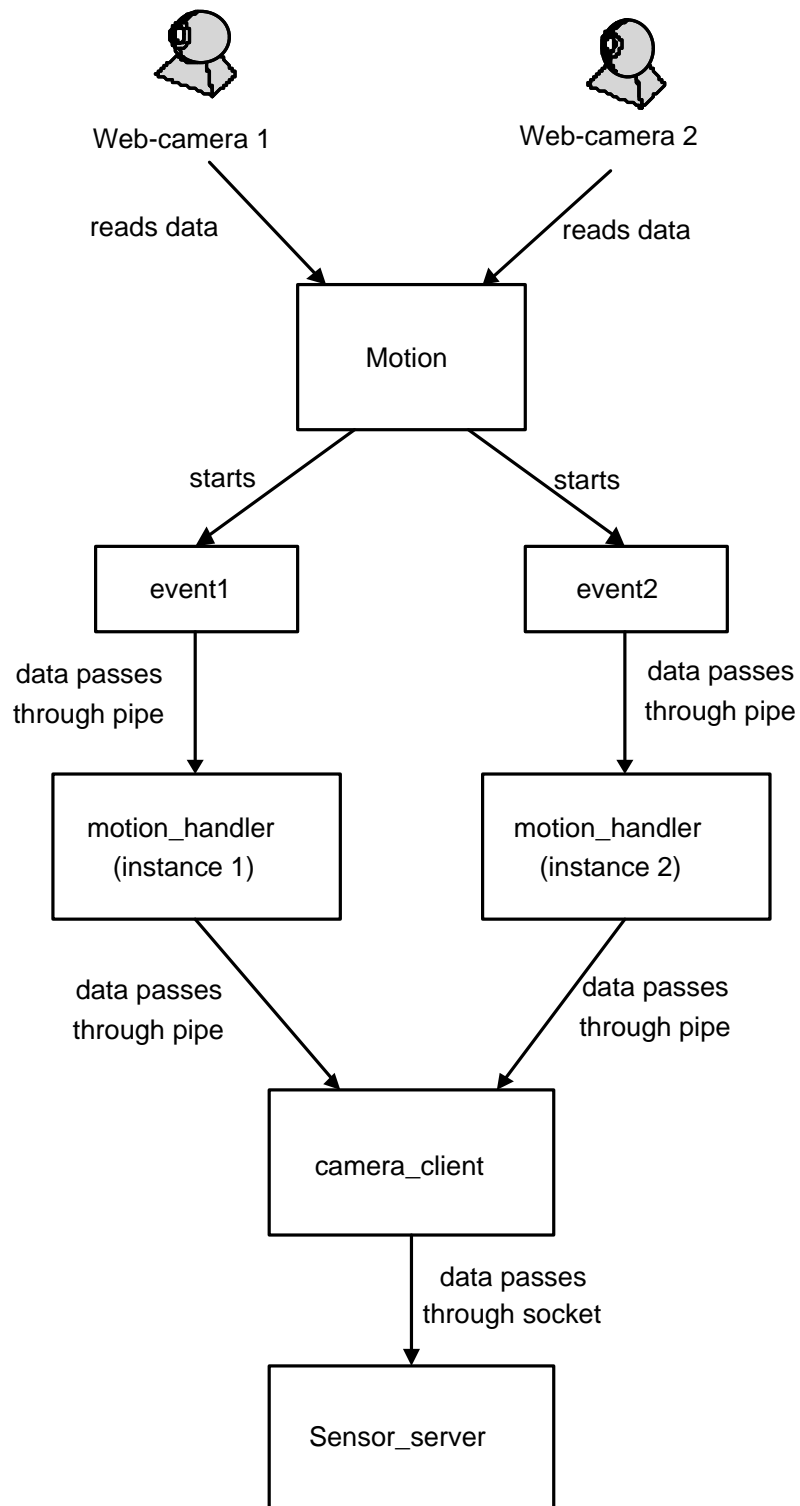 Web-camera 1
Web-camera 2
reads data
reads data
Motion
starts
starts
event1
event2
data passes
through pipe
data passes
through pipe
motion_handler
(instance 1)
motion_handler
(instance 2)
data passes
through pipe
data passes
through pipe
camera_client
data passes
through socket
Sensor_server